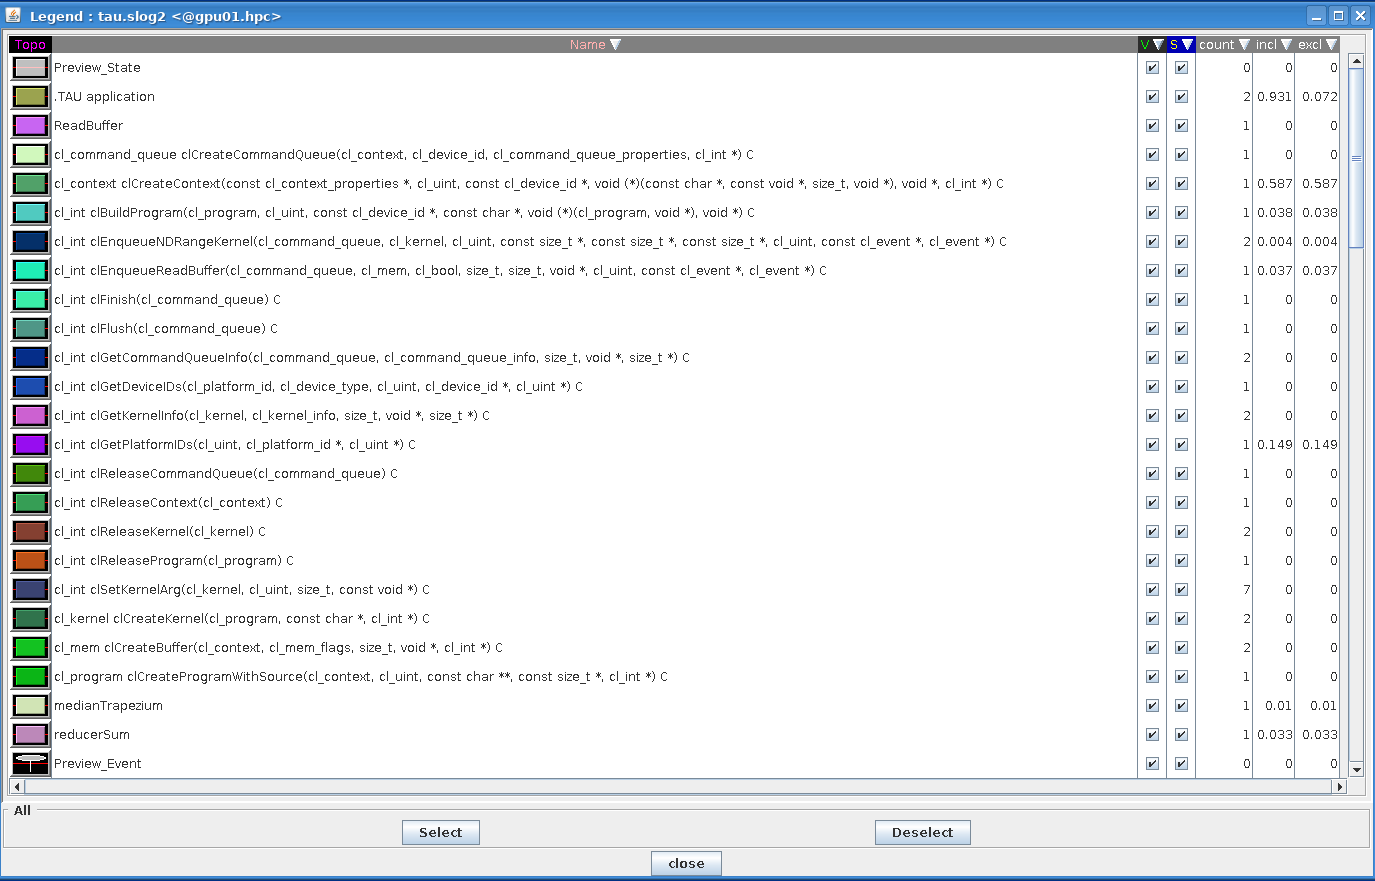 Legend : tau.slog2 <@gpu01.hpc>
Topo Name V S count incl excl
Preview_State 0 0 0
.TAU application 2 0.931 0.072
ReadBuffer 1 0 0
cl_command_queue clCreateCommandQueue(cl_context, cl_device_id, cl_command_queue_properties, cl_int *) C 1 0 0
cl_context clCreateContext(const cl_context_properties *, cl_uint, const cl_device_id *, void (*)(const char *, const void *, size_t, void *), void *, cl_int *) C 1 0.587 0.587
cl_int clBuildProgram(cl_program, cl_uint, const cl_device_id *, const char *, void (*)(cl_program, void *), void *) C 1 0.038 0.038
cl_int clEnqueueNDRangeKernel(cl_command_queue, cl_kernel, cl_uint, const size_t *, const size_t *, const size_t *, cl_uint, const cl_event *, cl_event *) C 2 0.004 0.004
cl_int clEnqueueReadBuffer(cl_command_queue, cl_mem, cl_bool, size_t, size_t, void *, cl_uint, const cl_event *, cl_event *) C 1 0.037 0.037
cl_int clFinish(cl_command_queue) C 1 0 0
cl_int clFlush(cl_command_queue) C 1 0 0
cl_int clGetCommandQueueInfo(cl_command_queue, cl_command_queue_info, size_t, void *, size_t *) C 2 0 0
cl_int clGetDeviceIDs(cl_platform_id, cl_device_type, cl_uint, cl_device_id *, cl_uint *) C 1 0 0
cl_int clGetKernelInfo(cl_kernel, cl_kernel_info, size_t, void *, size_t *) C 2 0 0
cl_int clGetPlatformIDs(cl_uint, cl_platform_id *, cl_uint *) C 1 0.149 0.149
cl_int clReleaseCommandQueue(cl_command_queue) C 1 0 0
cl_int clReleaseContext(cl_context) C 1 0 0
cl_int clReleaseKernel(cl_kernel) C 2 0 0
cl_int clReleaseProgram(cl_program) C 1 0 0
cl_int clSetKernelArg(cl_kernel, cl_uint, size_t, const void *) C 7 0 0
cl_kernel clCreateKernel(cl_program, const char *, cl_int *) C 2 0 0
cl_mem clCreateBuffer(cl_context, cl_mem_flags, size_t, void *, cl_int *) C 2 0 0
cl_program clCreateProgramWithSource(cl_context, cl_uint, const char **, const size_t *, cl_int *) C 1 0 0
medianTrapezium 1 0.01 0.01
reducerSum 1 0.033 0.033
Preview_Event 0 0 0
All
Select Deselect
close